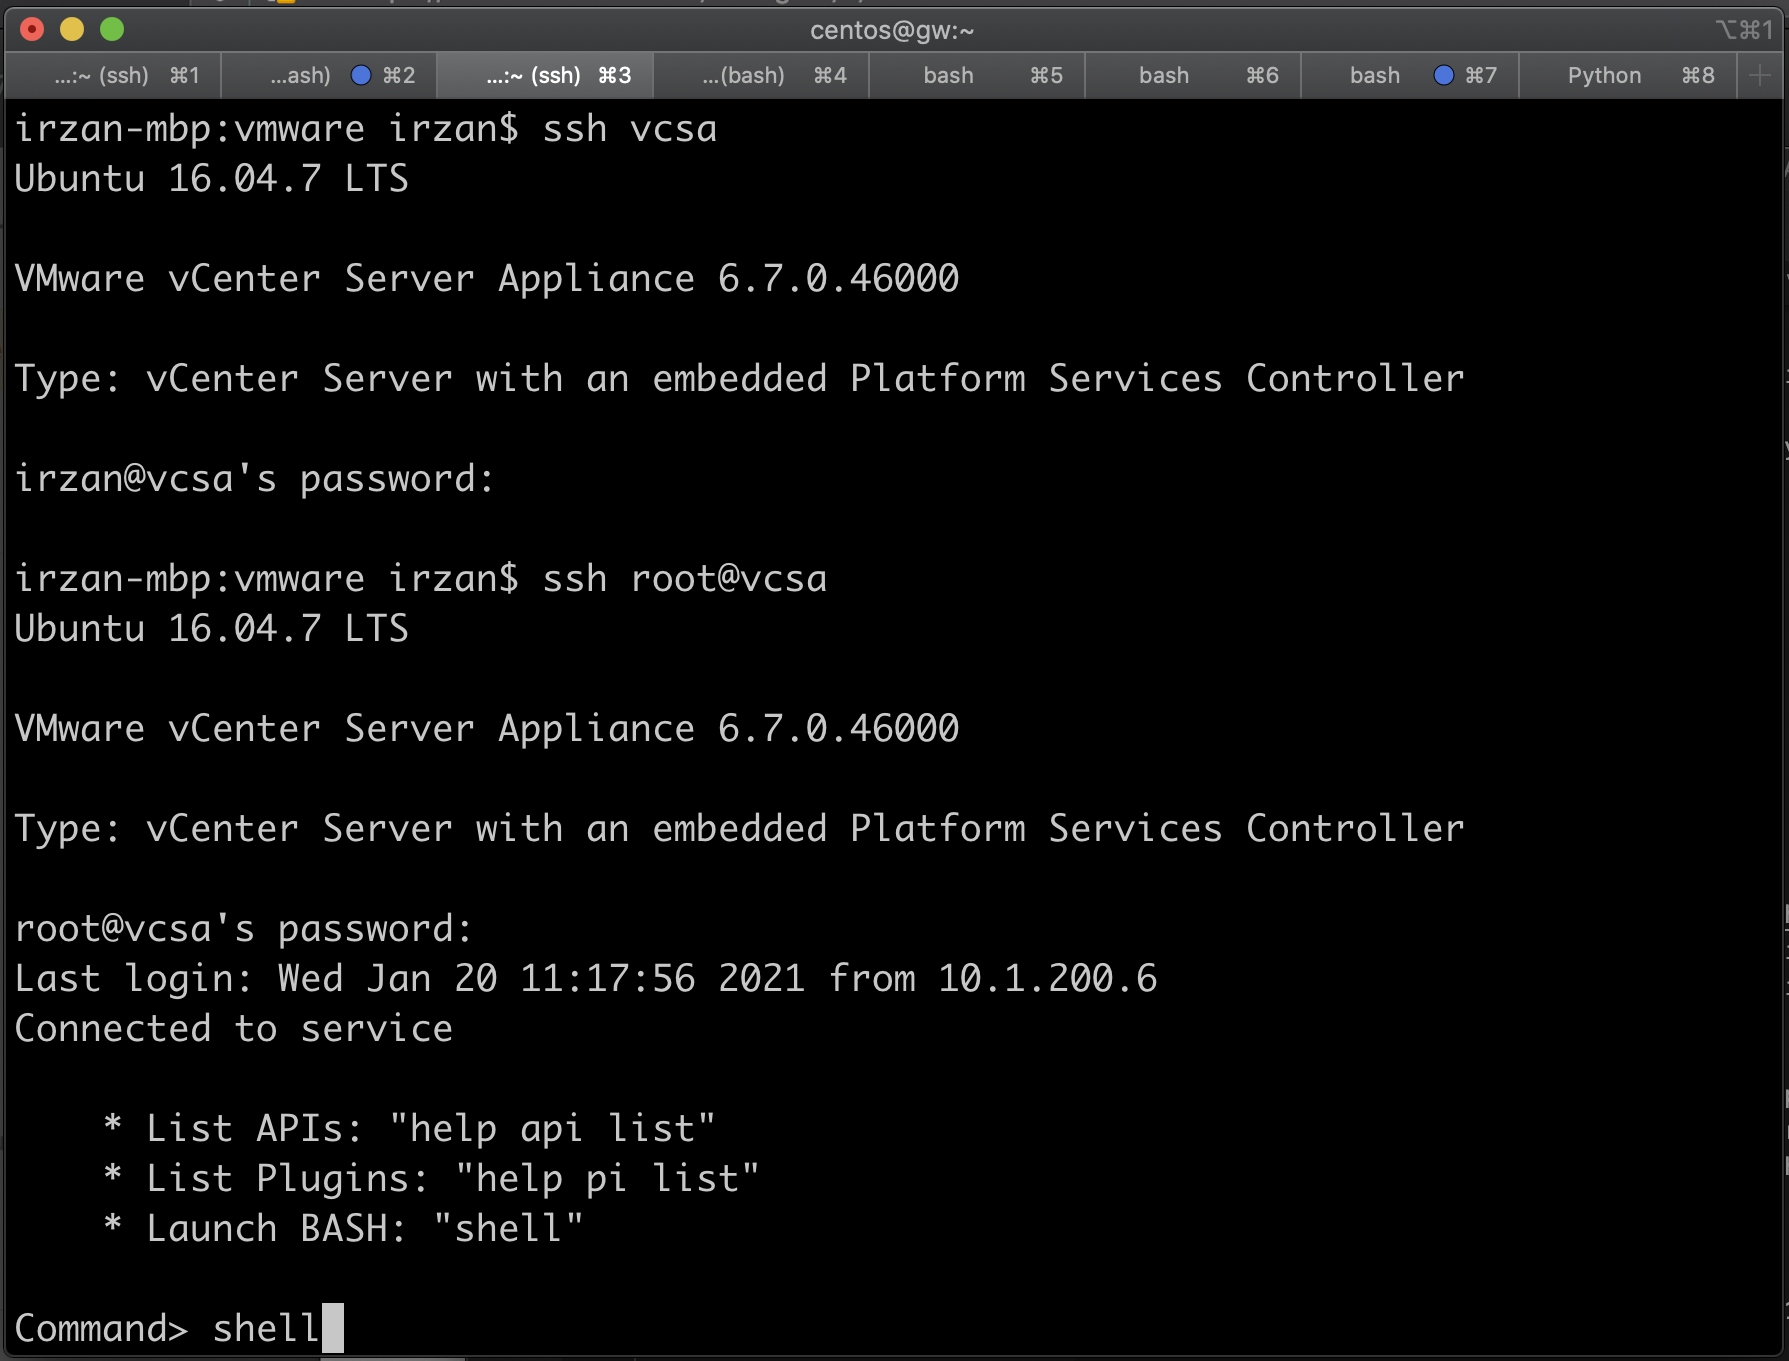 centos@gw:~
⌥⌘1
...:~ (ssh) ⌘1 ...ash) ⌘2 ...:~ (ssh) ⌘3 ...(bash) ⌘4 bash ⌘5 bash ⌘6 bash ⌘7 Python ⌘8
irzan-mbp:vmware irzan$ ssh vcsa
Ubuntu 16.04.7 LTS
VMware vCenter Server Appliance 6.7.0.46000
Type: vCenter Server with an embedded Platform Services Controller
irzan@vcsa's password:
irzan-mbp:vmware irzan$ ssh root@vcsa
Ubuntu 16.04.7 LTS
VMware vCenter Server Appliance 6.7.0.46000
Type: vCenter Server with an embedded Platform Services Controller
root@vcsa's password:
Last login: Wed Jan 20 11:17:56 2021 from 10.1.200.6
Connected to service
* List APIs: "help api list"
* List Plugins: "help pi list"
* Launch BASH: "shell"
Command> shell